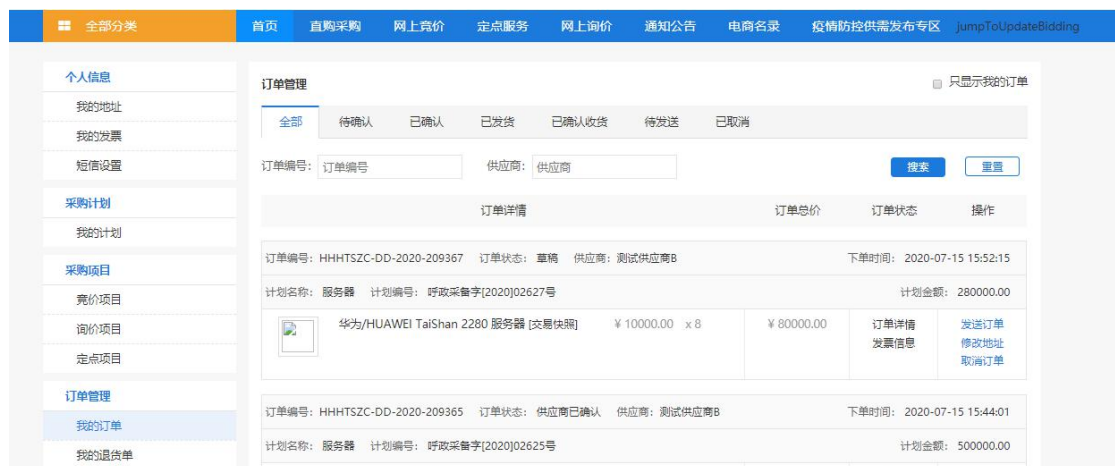 全部分类 首页 直购采购 网上竞价 定点服务 网上询价 通知公告 电商名录 疫情防控供需发布专区 jumpToUpdateBidding
个人信息
我的地址
我的发票
短信设置
采购计划
我的计划
采购项目
竞价项目
询价项目
定点项目
订单管理
我的订单
我的退货单
订单管理 只显示我的订单
全部 待确认 已确认 已发货 已确认收货 待发送 已取消
订单编号: 订单编号 供应商: 供应商 搜索 重置
订单详情 订单总价 订单状态 操作
订单编号: HHHTSZC-DD-2020-209367 订单状态: 草稿 供应商: 测试供应商B 下单时间: 2020-07-15 15:52:15
计划名称: 服务器 计划编号: 呼政采备字[2020]02627号 计划金额: 280000.00
华为/HUAWEI TaiShan 2280 服务器 [交易快照] ¥ 10000.00 x 8 ¥ 80000.00 订单详情 发送订单
发票信息 修改地址
取消订单
订单编号: HHHTSZC-DD-2020-209365 订单状态: 供应商已确认 供应商: 测试供应商B 下单时间: 2020-07-15 15:44:01
计划名称: 服务器 计划编号: 呼政采备字[2020]02625号 计划金额: 500000.00